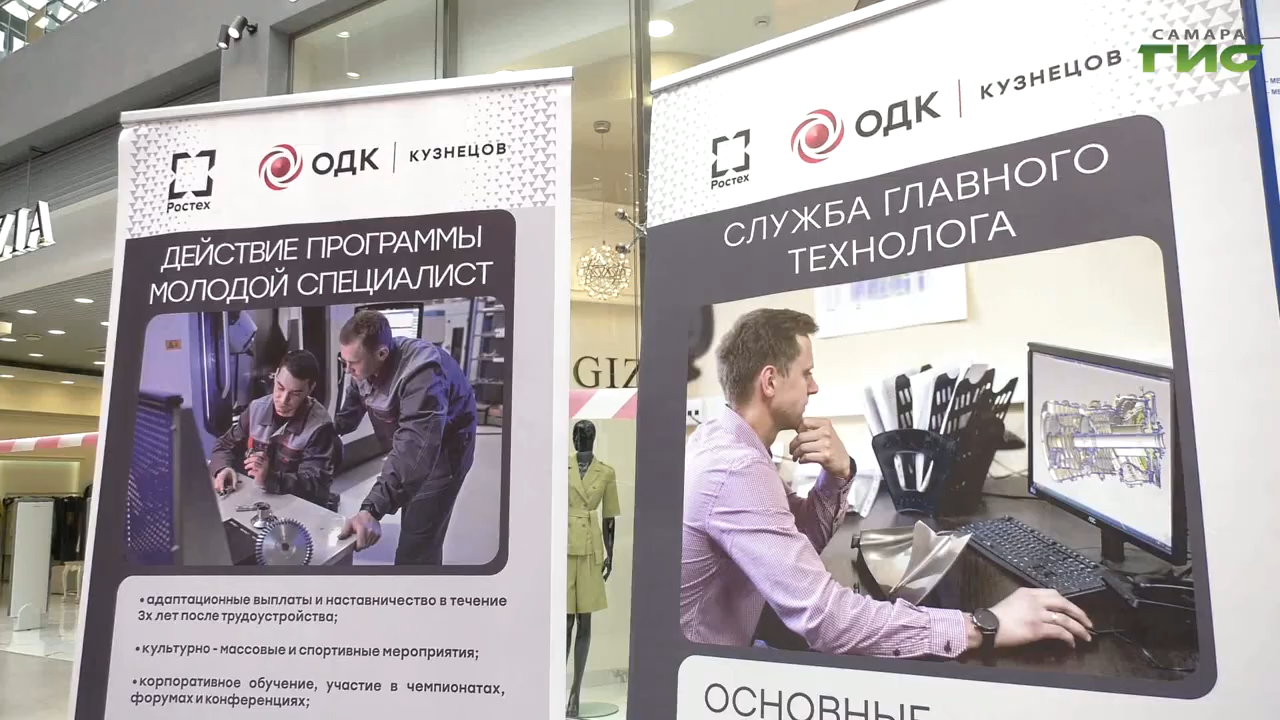 САМАРА
ГИС
Ростех
ОДК | КУЗНЕЦОВ
ДЕЙСТВИЕ ПРОГРАММЫ
МОЛОДОЙ СПЕЦИАЛИСТ
• адаптационные выплаты и наставничество в течение
3х лет после трудоустройства;
• культурно - массовые и спортивные мероприятия;
• корпоративное обучение, участие в чемпионатах,
форумах и конференциях;
Ростех
ОДК | КУЗНЕЦОВ
СЛУЖБА ГЛАВНОГО
ТЕХНОЛОГА
ОСНОВНЫЕ
GIZ
ZIA